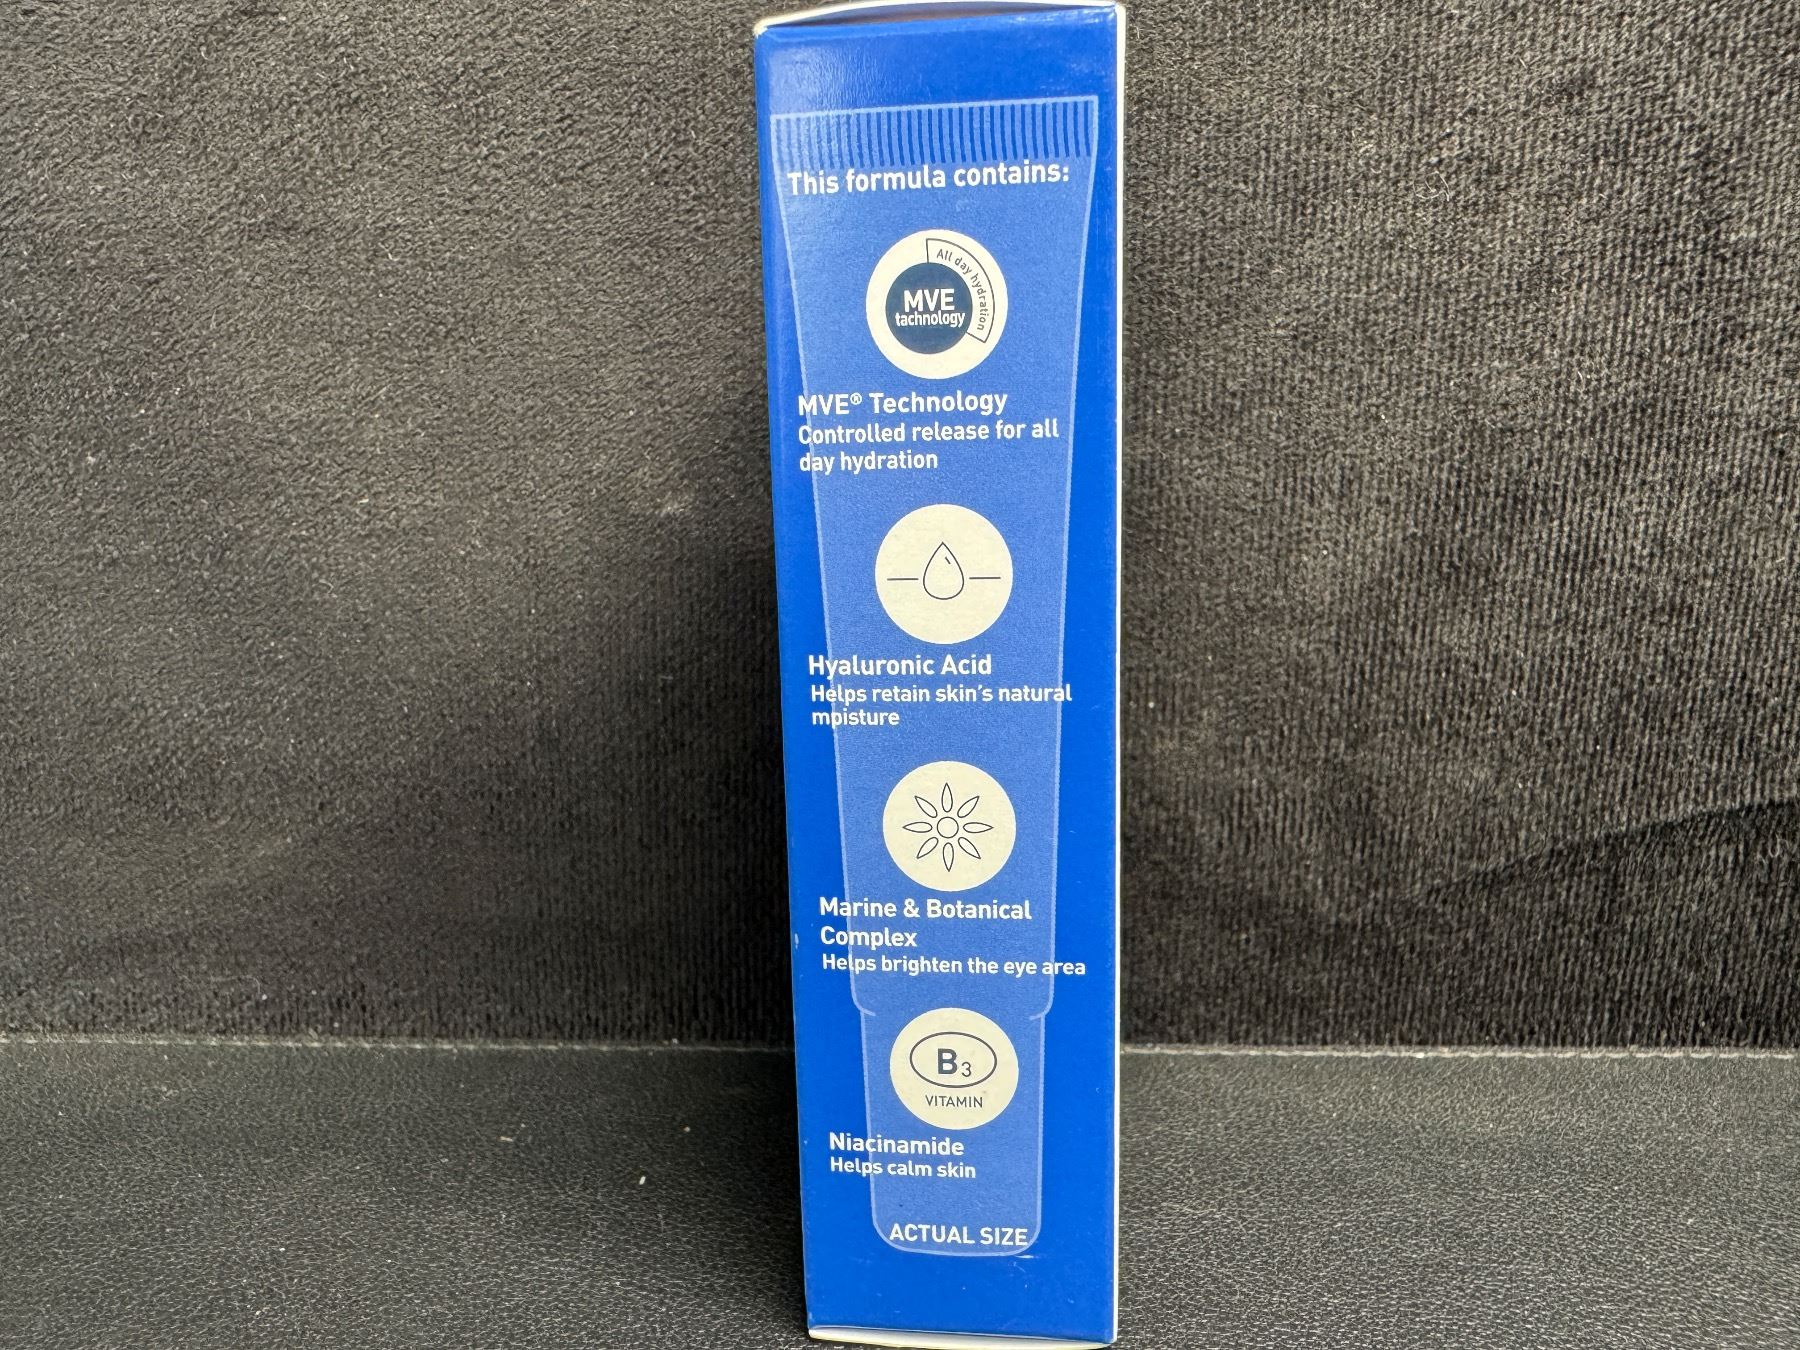 This formula contains:
All day hydration
MVE
tachnology
MVE® Technology
Controlled release for all
day hydration
Hyaluronic Acid
Helps retain skin's natural
mpisture
Marine & Botanical
Complex
Helps brighten the eye area
B3
VITAMIN
Niacinamide
Helps calm skin
ACTUAL SIZE